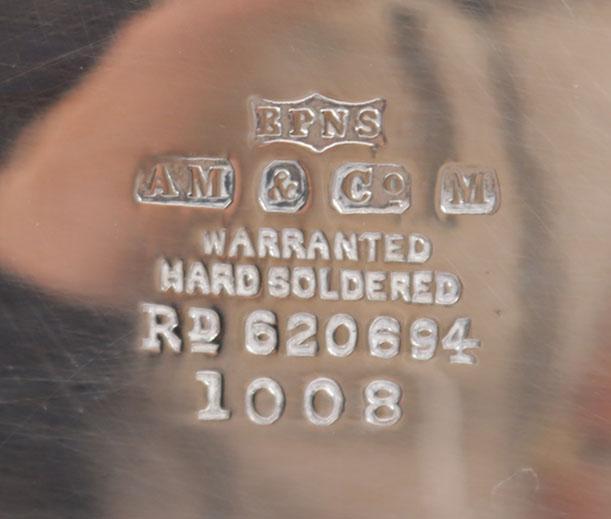 EPNS
AM & Cº M
WARRANTED
HARD SOLDERED
RD 620694
1008